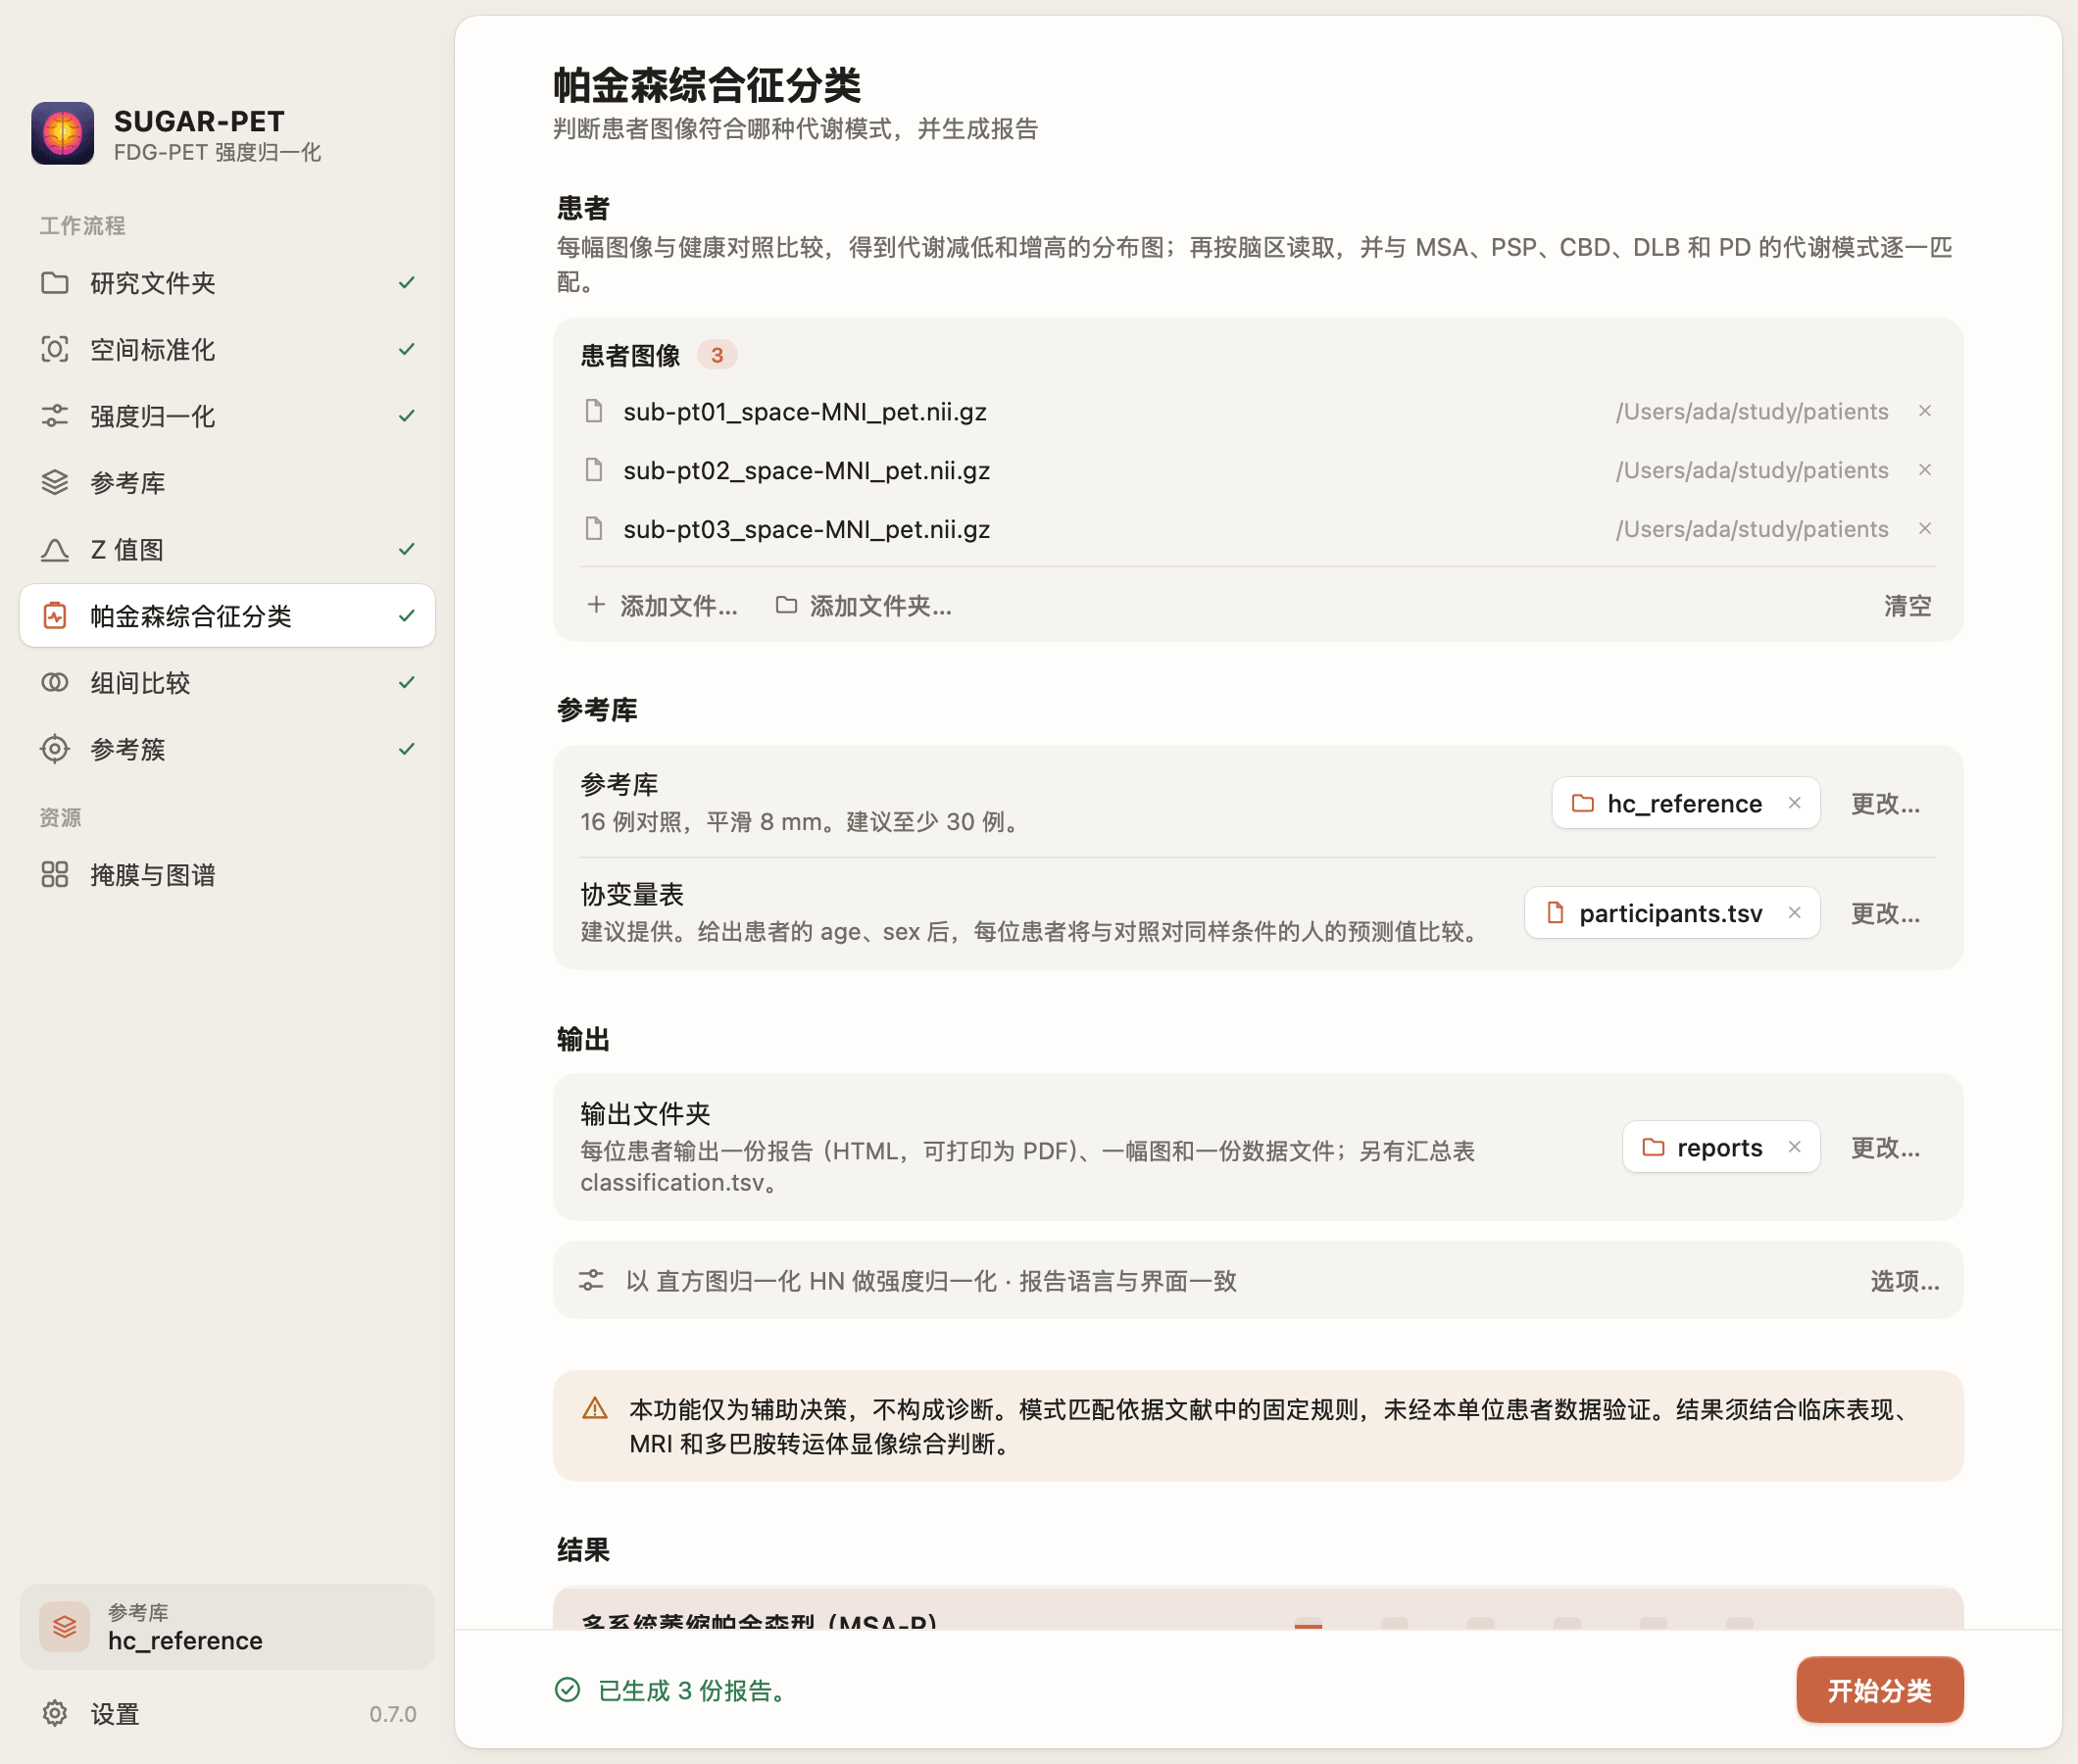 SUGAR-PET
FDG-PET 强度归一化
工作流程
研究文件夹
空间标准化
强度归一化
参考库
Z 值图
帕金森综合征分类
组间比较
参考簇
资源
掩膜与图谱
参考库
hc_reference
设置
0.7.0
帕金森综合征分类
判断患者图像符合哪种代谢模式，并生成报告
患者
每幅图像与健康对照比较，得到代谢减低和增高的分布图；再按脑区读取，并与 MSA、PSP、CBD、DLB 和 PD 的代谢模式逐一匹
配。
患者图像 3
sub-pt01_space-MNI_pet.nii.gz /Users/ada/study/patients
sub-pt02_space-MNI_pet.nii.gz /Users/ada/study/patients
sub-pt03_space-MNI_pet.nii.gz /Users/ada/study/patients
添加文件... 添加文件夹... 清空
参考库
参考库
16 例对照，平滑 8 mm。建议至少 30 例。
hc_reference 更改...
协变量表
建议提供。给出患者的 age、sex 后，每位患者将与对照对同样条件的人的预测值比较。
participants.tsv 更改...
输出
输出文件夹
每位患者输出一份报告（HTML，可打印为 PDF）、一幅图和一份数据文件；另有汇总表
classification.tsv。
reports 更改...
以 直方图归一化 HN 做强度归一化 · 报告语言与界面一致 选项...
本功能仅为辅助决策，不构成诊断。模式匹配依据文献中的固定规则，未经本单位患者数据验证。结果须结合临床表现、
MRI 和多巴胺转运体显像综合判断。
结果
多系统萎缩帕金森型（MSA-P）
已生成 3 份报告。
开始分类